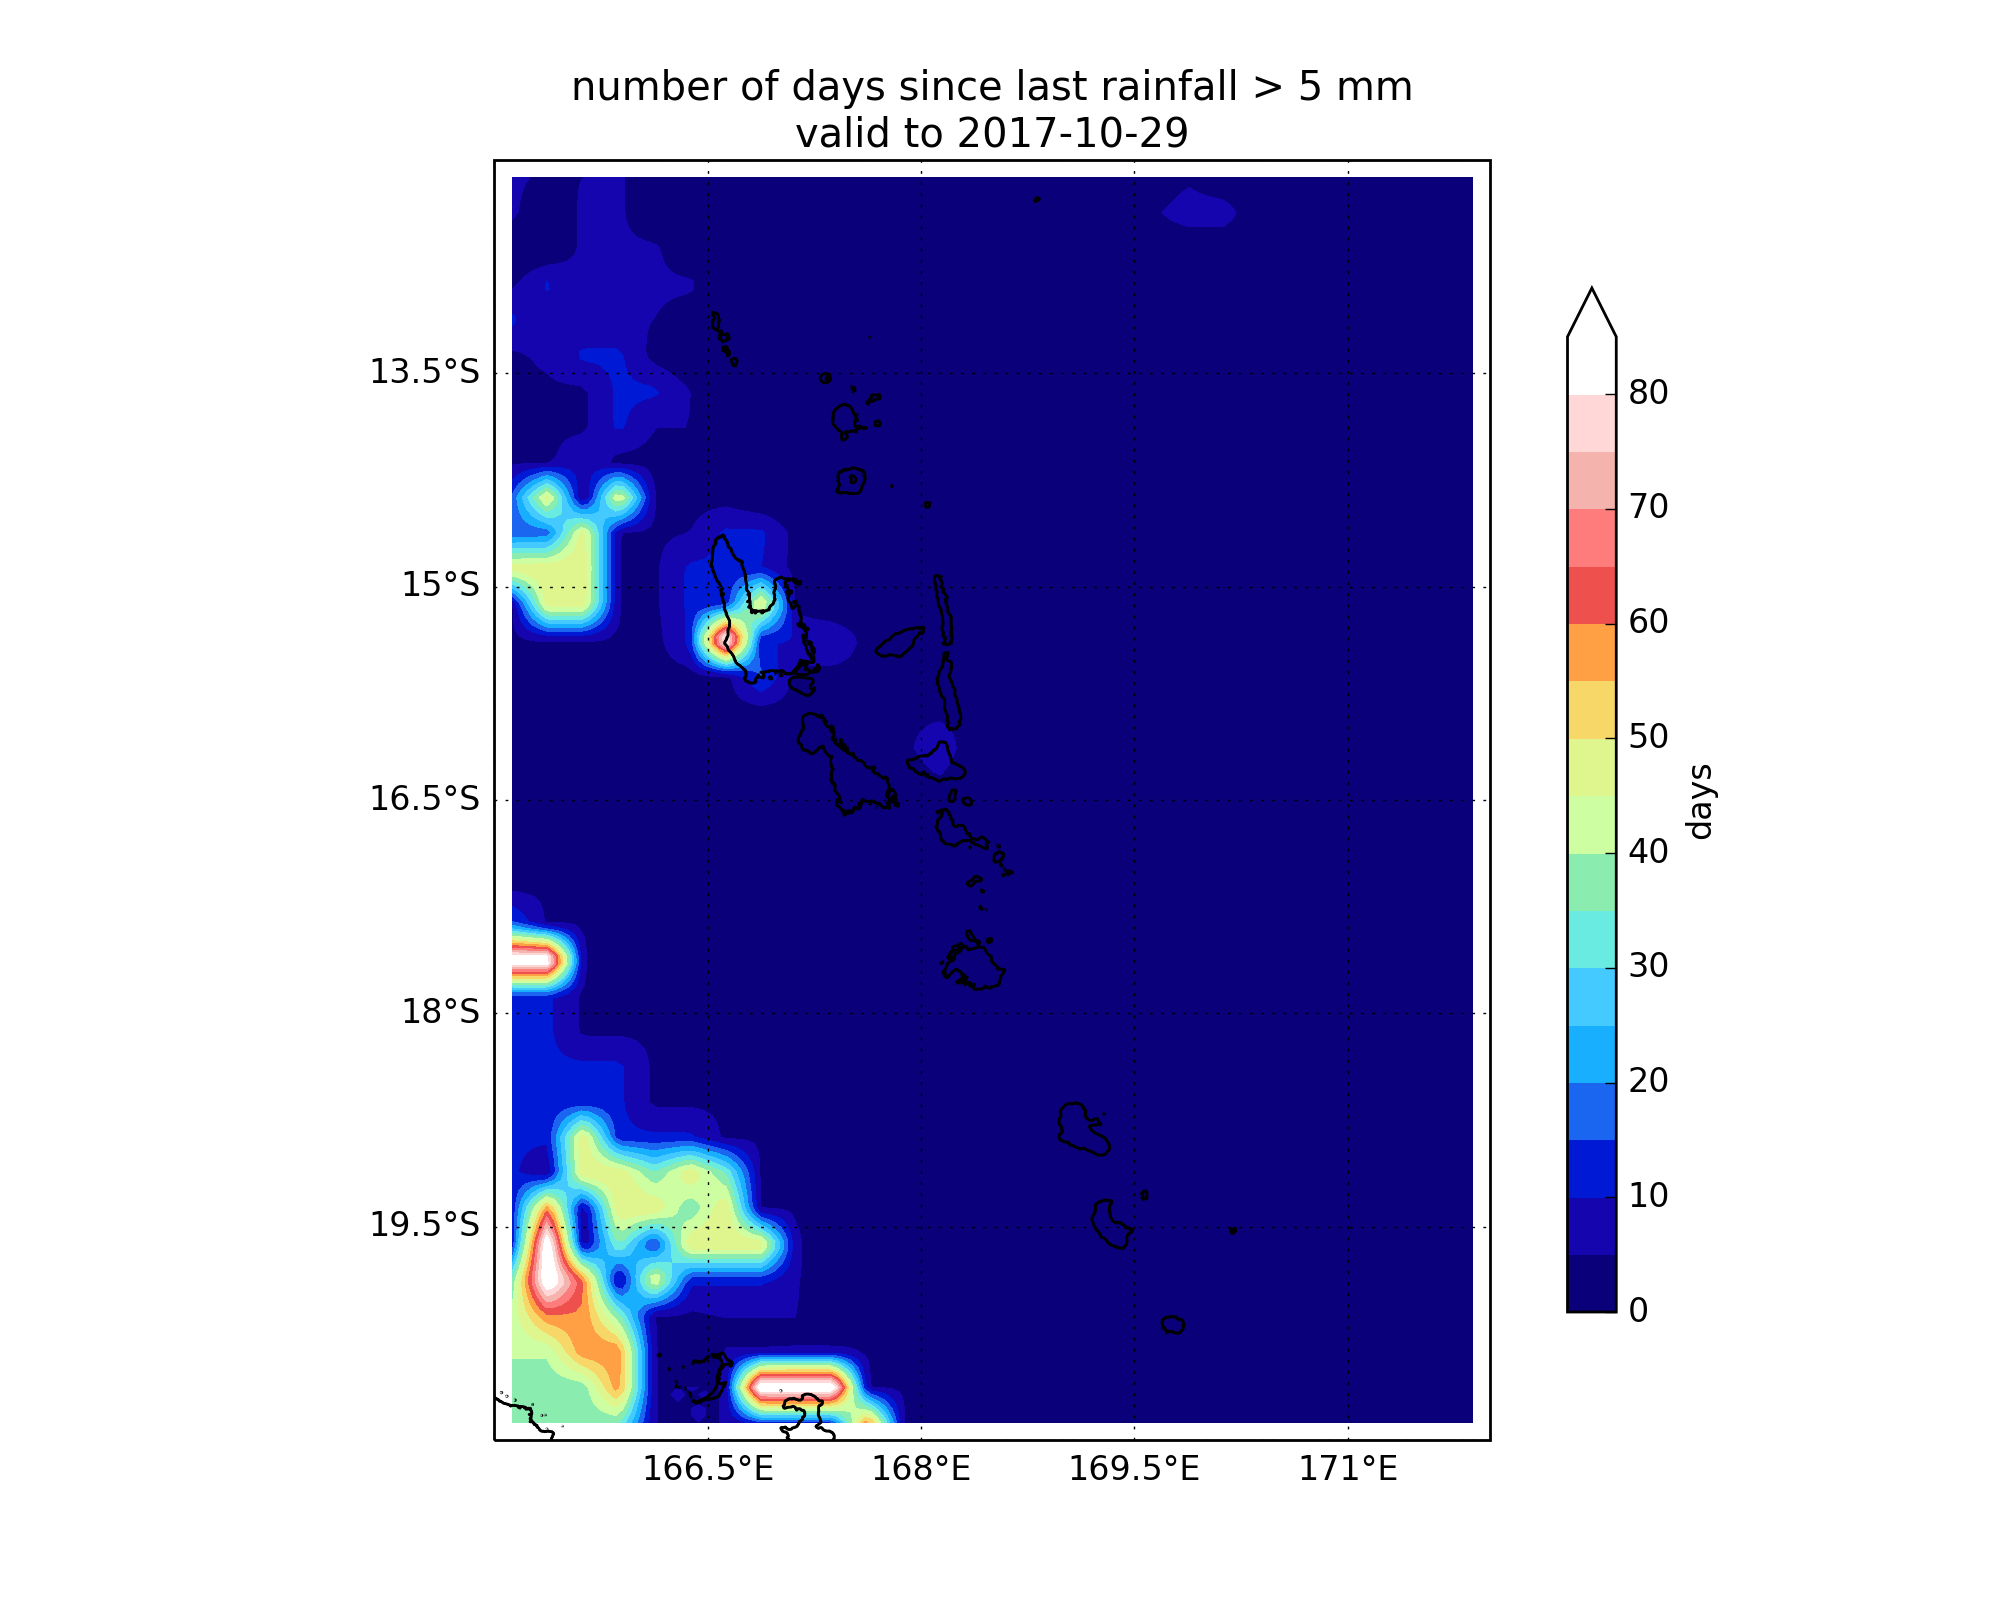 number of days since last rainfall > 5 mm
valid to 2017-10-29
13.5°S
15°S
16.5°S
18°S
19.5°S
166.5°E
168°E
169.5°E
171°E
80
70
60
50
40
30
20
10
0
days